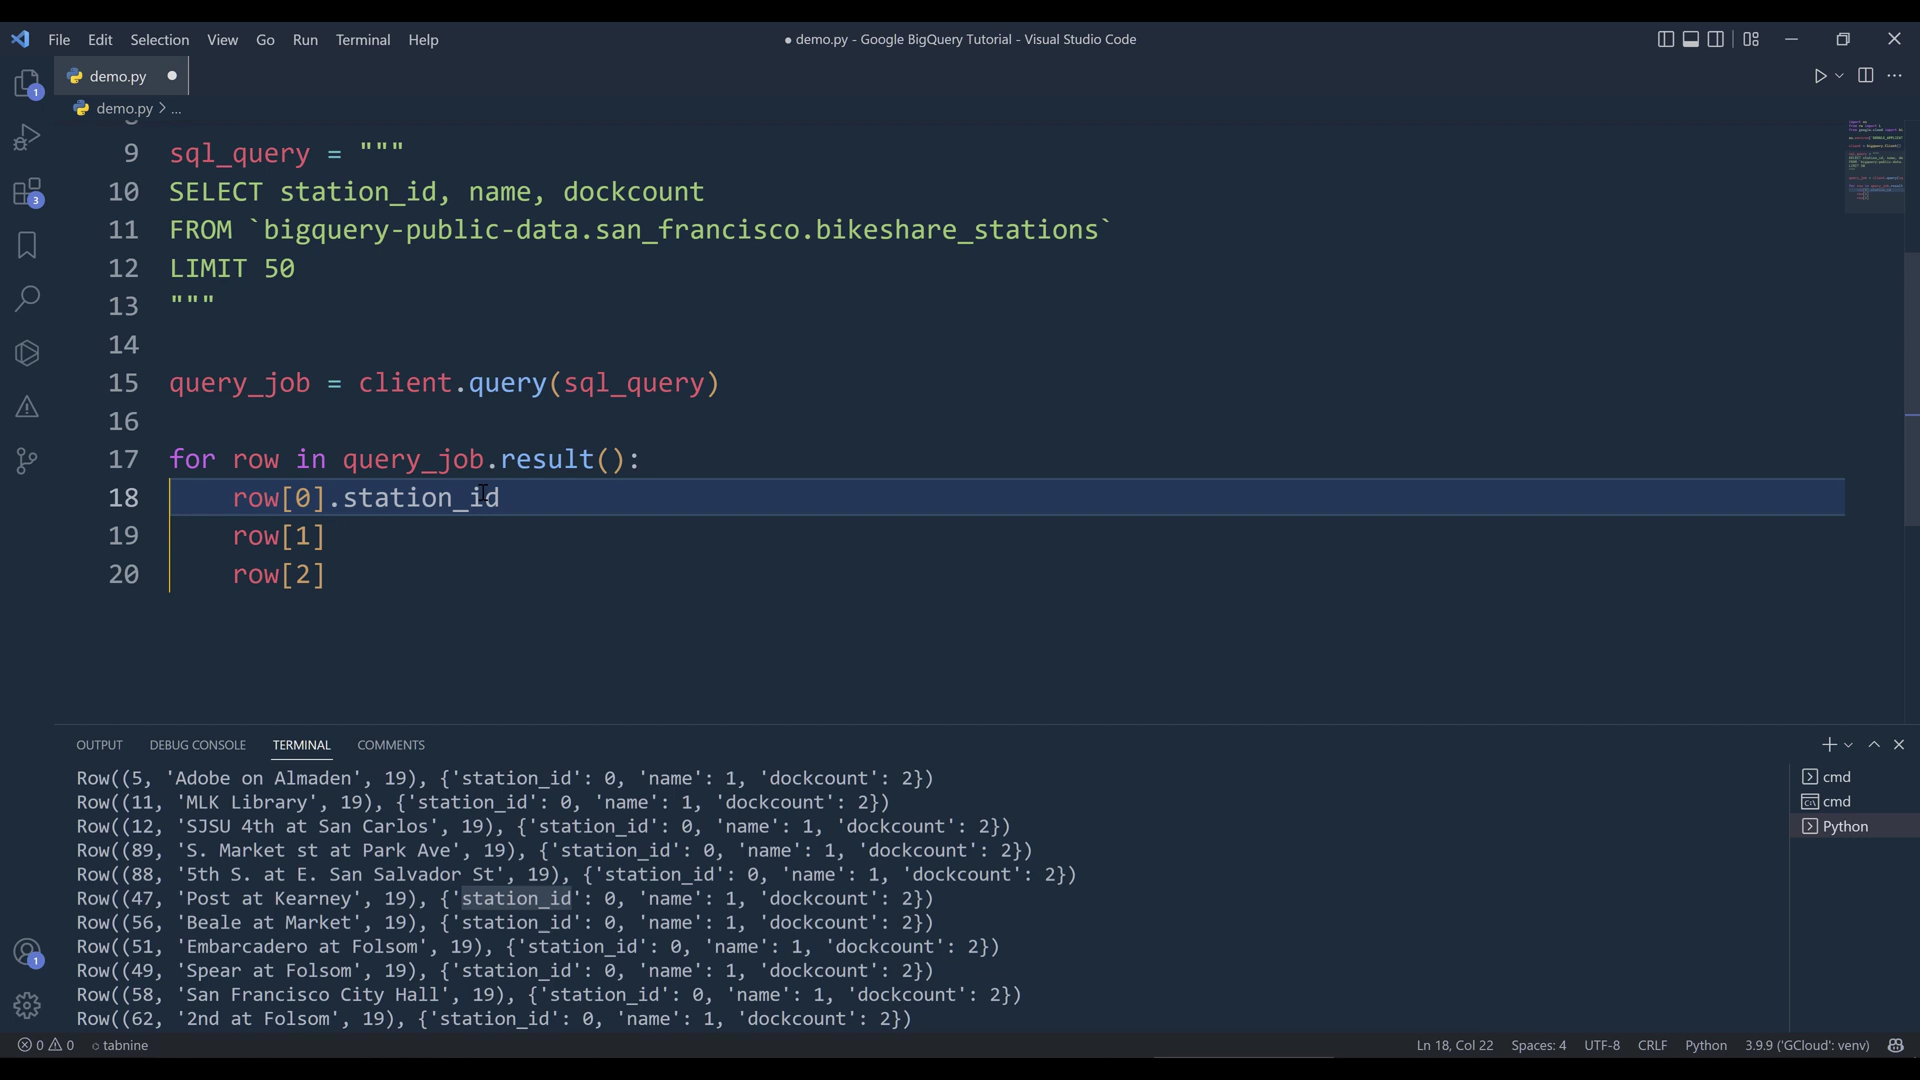 File Edit Selection View Go Run Terminal Help
● demo.py - Google BigQuery Tutorial - Visual Studio Code
demo.py
demo.py > ...
9 sql_query = """
10 SELECT station_id, name, dockcount
11 FROM `bigquery-public-data.san_francisco.bikeshare_stations`
12 LIMIT 50
13 """
14
15 query_job = client.query(sql_query)
16
17 for row in query_job.result():
18 row[0].station_id
19 row[1]
20 row[2]
1
3
OUTPUT DEBUG CONSOLE TERMINAL COMMENTS
Row((5, 'Adobe on Almaden', 19), {'station_id': 0, 'name': 1, 'dockcount': 2})
Row((11, 'MLK Library', 19), {'station_id': 0, 'name': 1, 'dockcount': 2})
Row((12, 'SJSU 4th at San Carlos', 19), {'station_id': 0, 'name': 1, 'dockcount': 2})
Row((89, 'S. Market st at Park Ave', 19), {'station_id': 0, 'name': 1, 'dockcount': 2})
Row((88, '5th S. at E. San Salvador St', 19), {'station_id': 0, 'name': 1, 'dockcount': 2})
Row((47, 'Post at Kearney', 19), {'station_id': 0, 'name': 1, 'dockcount': 2})
Row((56, 'Beale at Market', 19), {'station_id': 0, 'name': 1, 'dockcount': 2})
Row((51, 'Embarcadero at Folsom', 19), {'station_id': 0, 'name': 1, 'dockcount': 2})
Row((49, 'Spear at Folsom', 19), {'station_id': 0, 'name': 1, 'dockcount': 2})
Row((58, 'San Francisco City Hall', 19), {'station_id': 0, 'name': 1, 'dockcount': 2})
Row((62, '2nd at Folsom', 19), {'station_id': 0, 'name': 1, 'dockcount': 2})
cmd
cmd
Python
1
0 0 tabnine
Ln 18, Col 22 Spaces: 4 UTF-8 CRLF Python 3.9.9 ('GCloud': venv)